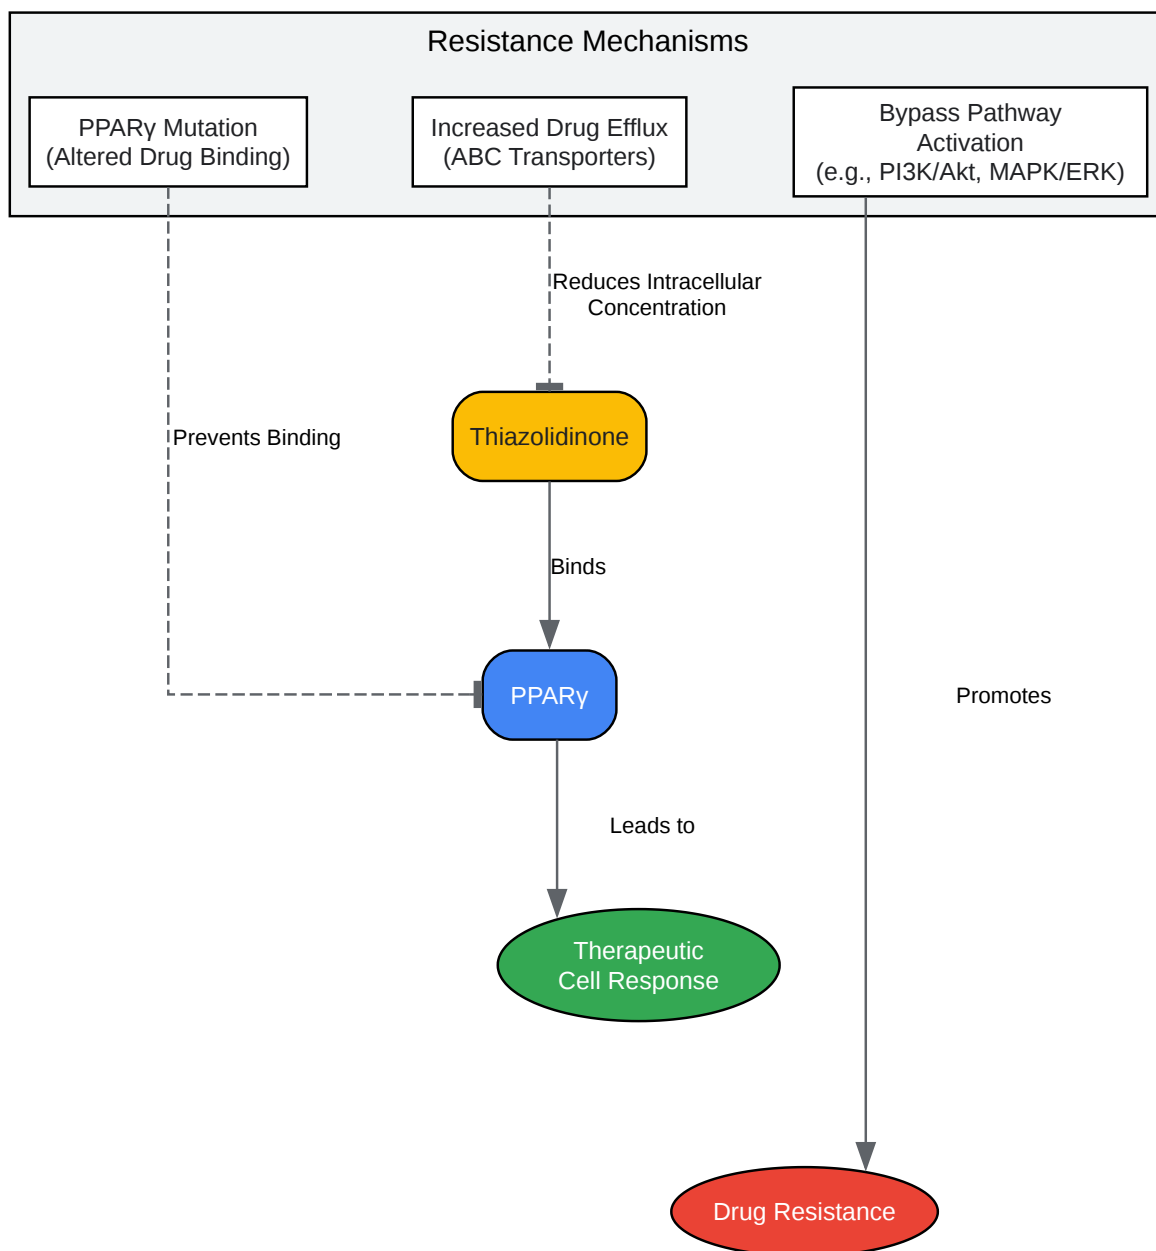 Resistance Mechanisms
PPARγ Mutation
(Altered Drug Binding)
Increased Drug Efflux
(ABC Transporters)
Bypass Pathway
Activation
(e.g., PI3K/Akt, MAPK/ERK)
Reduces Intracellular
Concentration
Prevents Binding
Thiazolidinone
Binds
PPARγ
Promotes
Leads to
Therapeutic
Cell Response
Drug Resistance